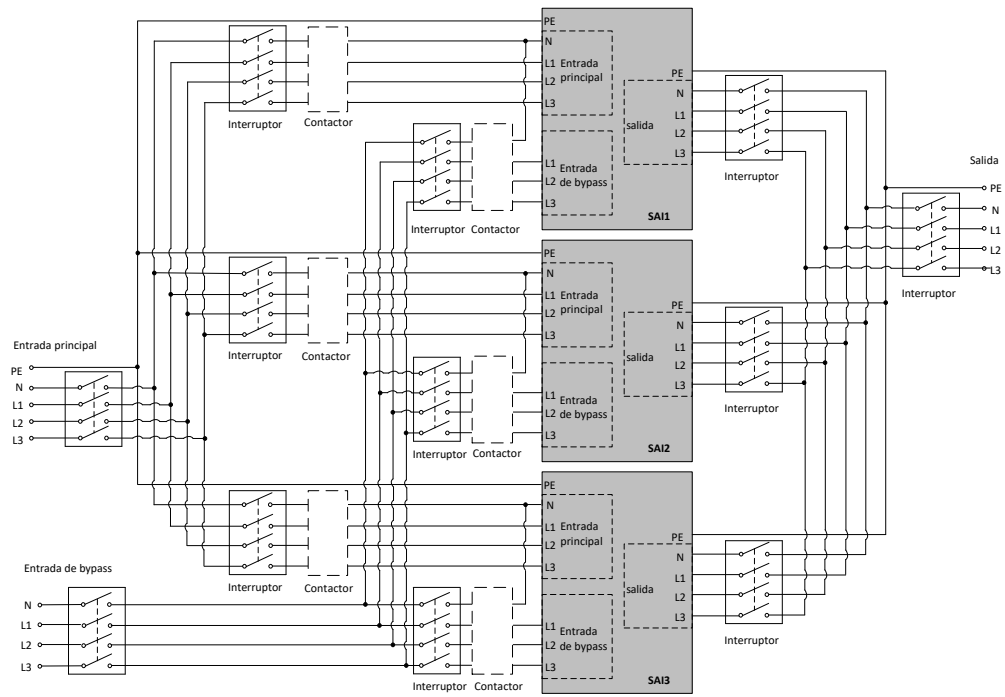 PE
N
L1
L2
L3
Entrada
principal
Interruptor
Contactor
L1
L2
L3
Entrada
de bypass
Interruptor
Contactor
PE
N
L1
L2
L3
salida
SAI1
Interruptor
Salida
PE
N
L1
L2
L3
Interruptor
PE
N
L1
L2
L3
Entrada
principal
Interruptor
Contactor
L1
L2
L3
Entrada
de bypass
Interruptor
Contactor
PE
N
L1
L2
L3
salida
SAI2
Interruptor
Entrada principal
PE
N
L1
L2
L3
PE
N
L1
L2
L3
Entrada
principal
Interruptor
Contactor
L1
L2
L3
Entrada
de bypass
Interruptor
Contactor
PE
N
L1
L2
L3
salida
SAI3
Interruptor
Entrada de bypass
N
L1
L2
L3